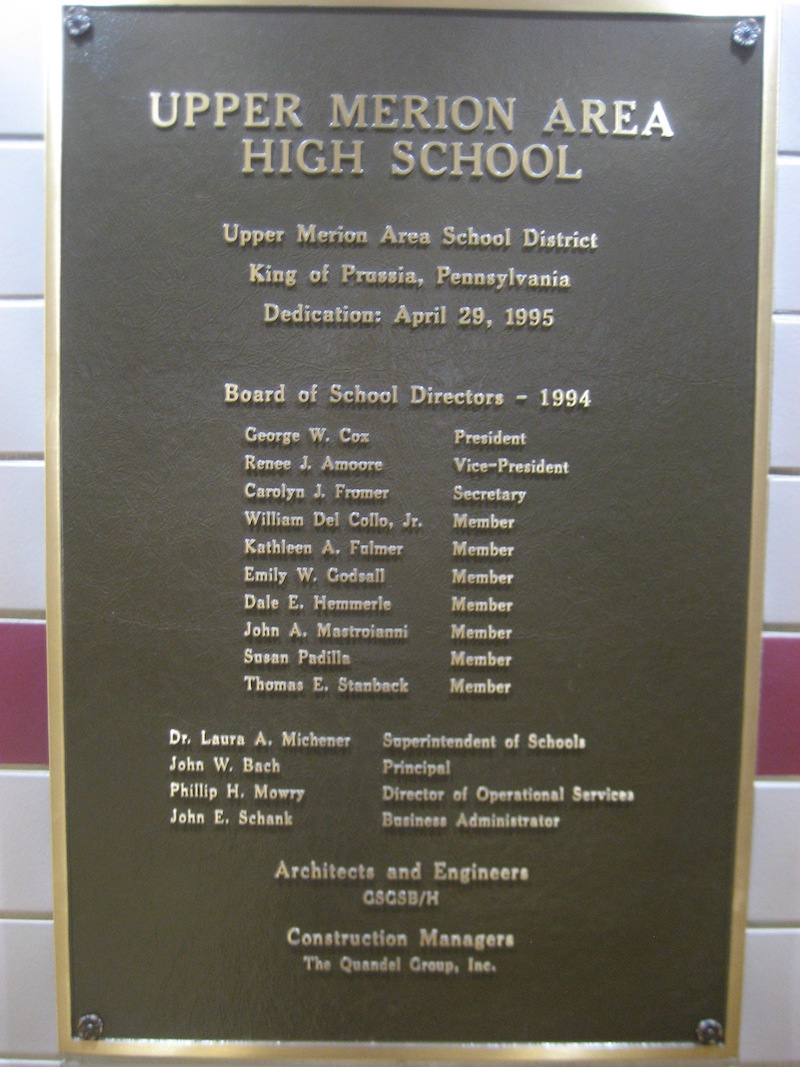 UPPER MERION AREA
HIGH SCHOOL
Upper Merion Area School District
King of Prussia, Pennsylvania
Dedication: April 29, 1995
Board of School Directors - 1994
George W. Cox President
Renee J. Amoore Vice-President
Carolyn J. Fromer Secretary
William Del Collo, Jr. Member
Kathleen A. Fulmer Member
Emily W. Godsall Member
Dale E. Hemmerle Member
John A. Mastroianni Member
Susan Padilla Member
Thomas E. Stanback Member
Dr. Laura A. Michener Superintendent of Schools
John W. Bach Principal
Phillip H. Mowry Director of Operational Services
John E. Schank Business Administrator
Architects and Engineers
GSGSB/H
Construction Managers
The Quandel Group, Inc.